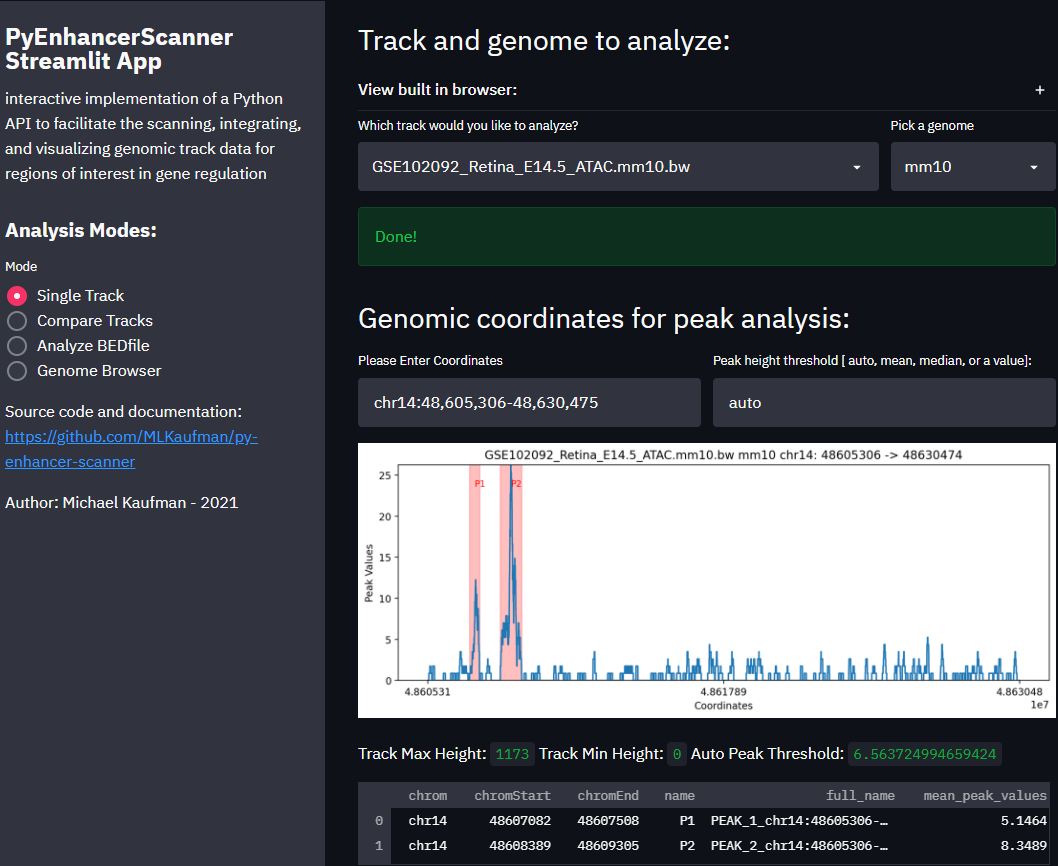 PyEnhancerScanner
Streamlit App
interactive implementation of a Python
API to facilitate the scanning, integrating,
and visualizing genomic track data for
regions of interest in gene regulation
Analysis Modes:
Mode
Single Track
Compare Tracks
Analyze BEDfile
Genome Browser
Source code and documentation:
https://github.com/MLKaufman/py-
enhancer-scanner
Author: Michael Kaufman - 2021
Track and genome to analyze:
View built in browser: +
Which track would you like to analyze? Pick a genome
GSE102092_Retina_E14.5_ATAC.mm10.bw mm10
Done!
Genomic coordinates for peak analysis:
Please Enter Coordinates Peak height threshold [ auto, mean, median, or a value]:
chr14:48,605,306-48,630,475 auto
GSE102092_Retina_E14.5_ATAC.mm10.bw mm10 chr14: 48605306 -> 48630474
P1 P2
25
20
15
10
5
0
Peak Values
4.860531 4.861789 4.863048
1e7
Coordinates
Track Max Height: 1173 Track Min Height: 0 Auto Peak Threshold: 6.563724994659424
chrom chromStart chromEnd name full_name mean_peak_values
0 chr14 48607082 48607508 P1 PEAK_1_chr14:48605306-… 5.1464
1 chr14 48608389 48609305 P2 PEAK_2_chr14:48605306-… 8.3489